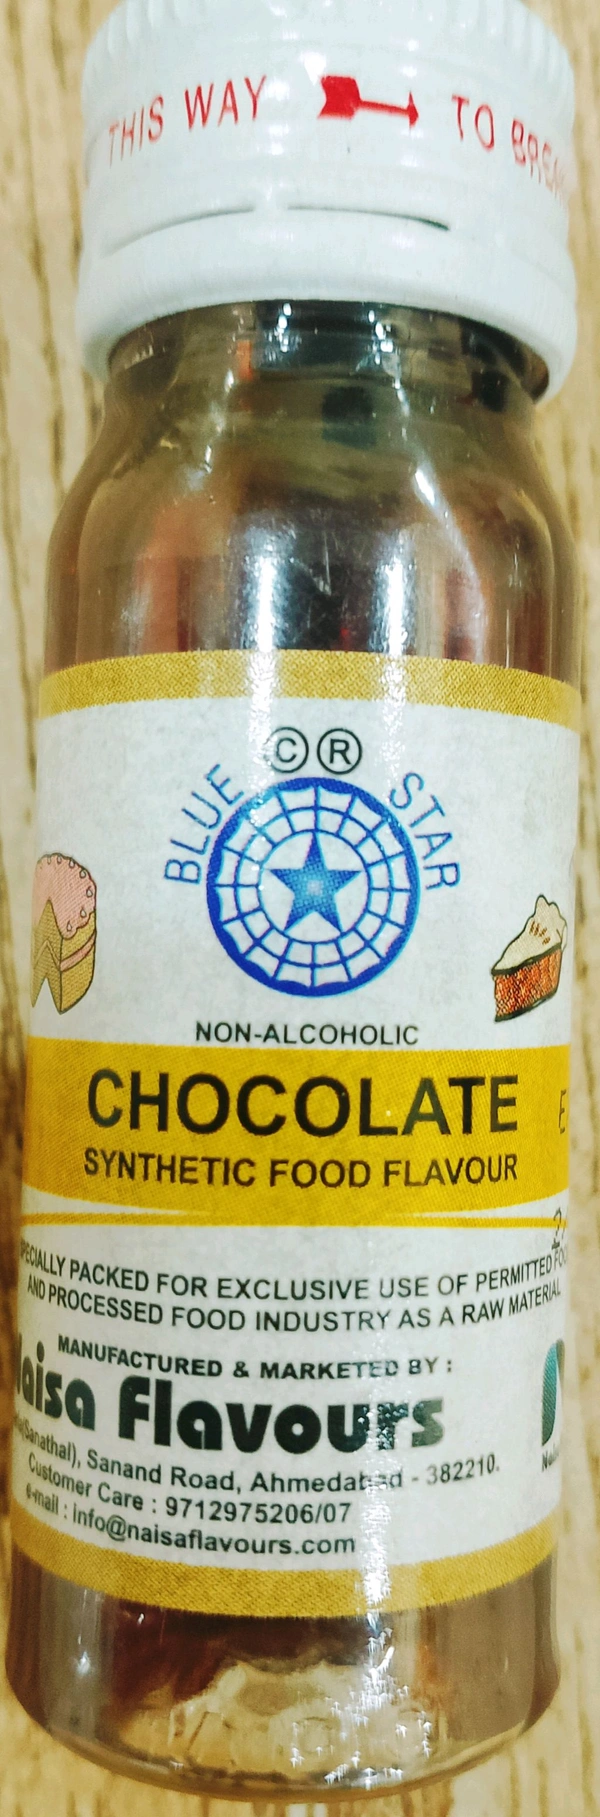 THIS WAY TO
© ®
BLUE STAR
NON-ALCOHOLIC
CHOCOLATE
SYNTHETIC FOOD FLAVOUR
PACKED FOR EXCLUSIVE USE OF PERMITTED
AND PROCESSED FOOD INDUSTRY AS A RAW MATERIAL
MANUFACTURED & MARKETED BY :
Naisa Flavours
(Sanathal), Sanand Road, Ahmedabad - 382210.
Customer Care : 9712975206/07
e-mail : info@naisaflavours.com